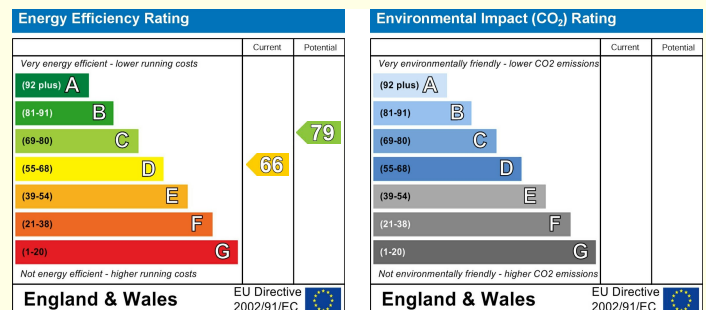 Energy Efficiency Rating
Current Potential
Very energy efficient - lower running costs
(92 plus) A
(81-91) B
(69-80) C
(55-68) D
(39-54) E
(21-38) F
(1-20) G
66
79
Not energy efficient - higher running costs
England & Wales
EU Directive
2002/91/EC
Environmental Impact (CO₂) Rating
Current Potential
Very environmentally friendly - lower CO2 emissions
(92 plus) A
(81-91) B
(69-80) C
(55-68) D
(39-54) E
(21-38) F
(1-20) G
Not environmentally friendly - higher CO2 emissions
England & Wales
EU Directive
2002/91/EC